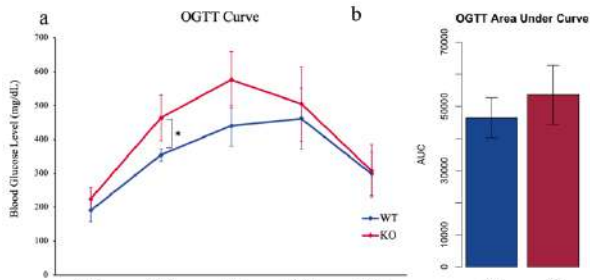 a
OGTT Curve
Blood Glucose Level (mg/dL)
700
600
500
400
300
200
100
0
*
WT
KO
b
OGTT Area Under Curve
AUC
70000
50000
30000
10000
0